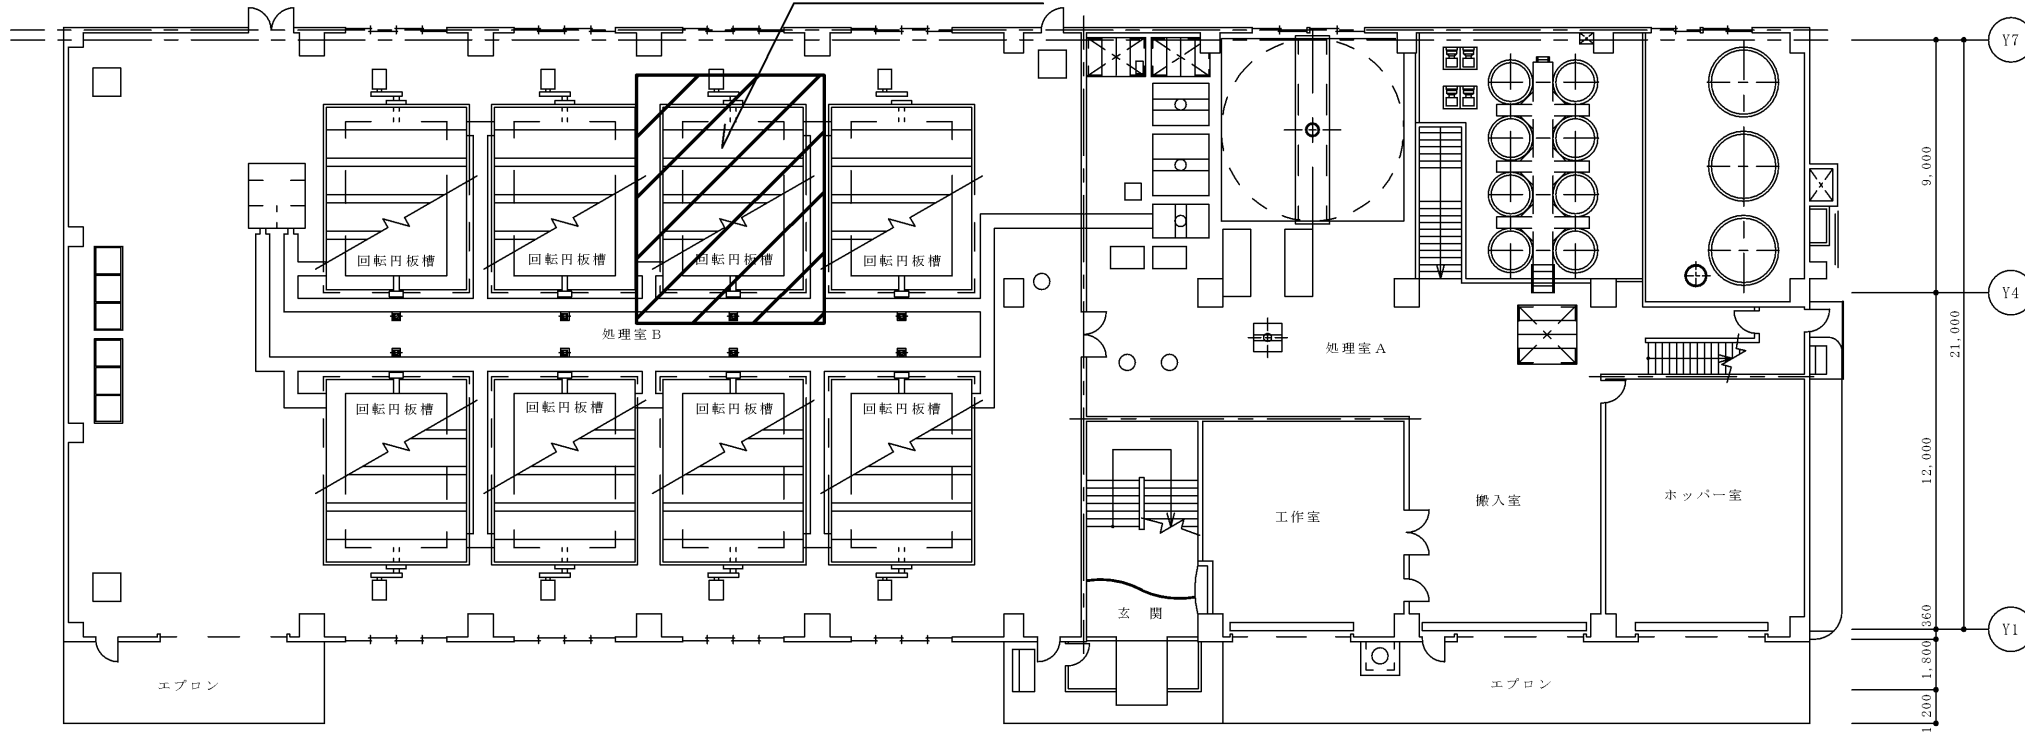 Y7
9,000
回転円板槽
回転円板槽
回転円板槽
回転円板槽
Y4
処理室B
処理室A
21,000
回転円板槽
回転円板槽
回転円板槽
回転円板槽
12,000
ホッパー室
搬入室
工作室
玄 関
360
Y1
1,800
エプロン
エプロン
1,200